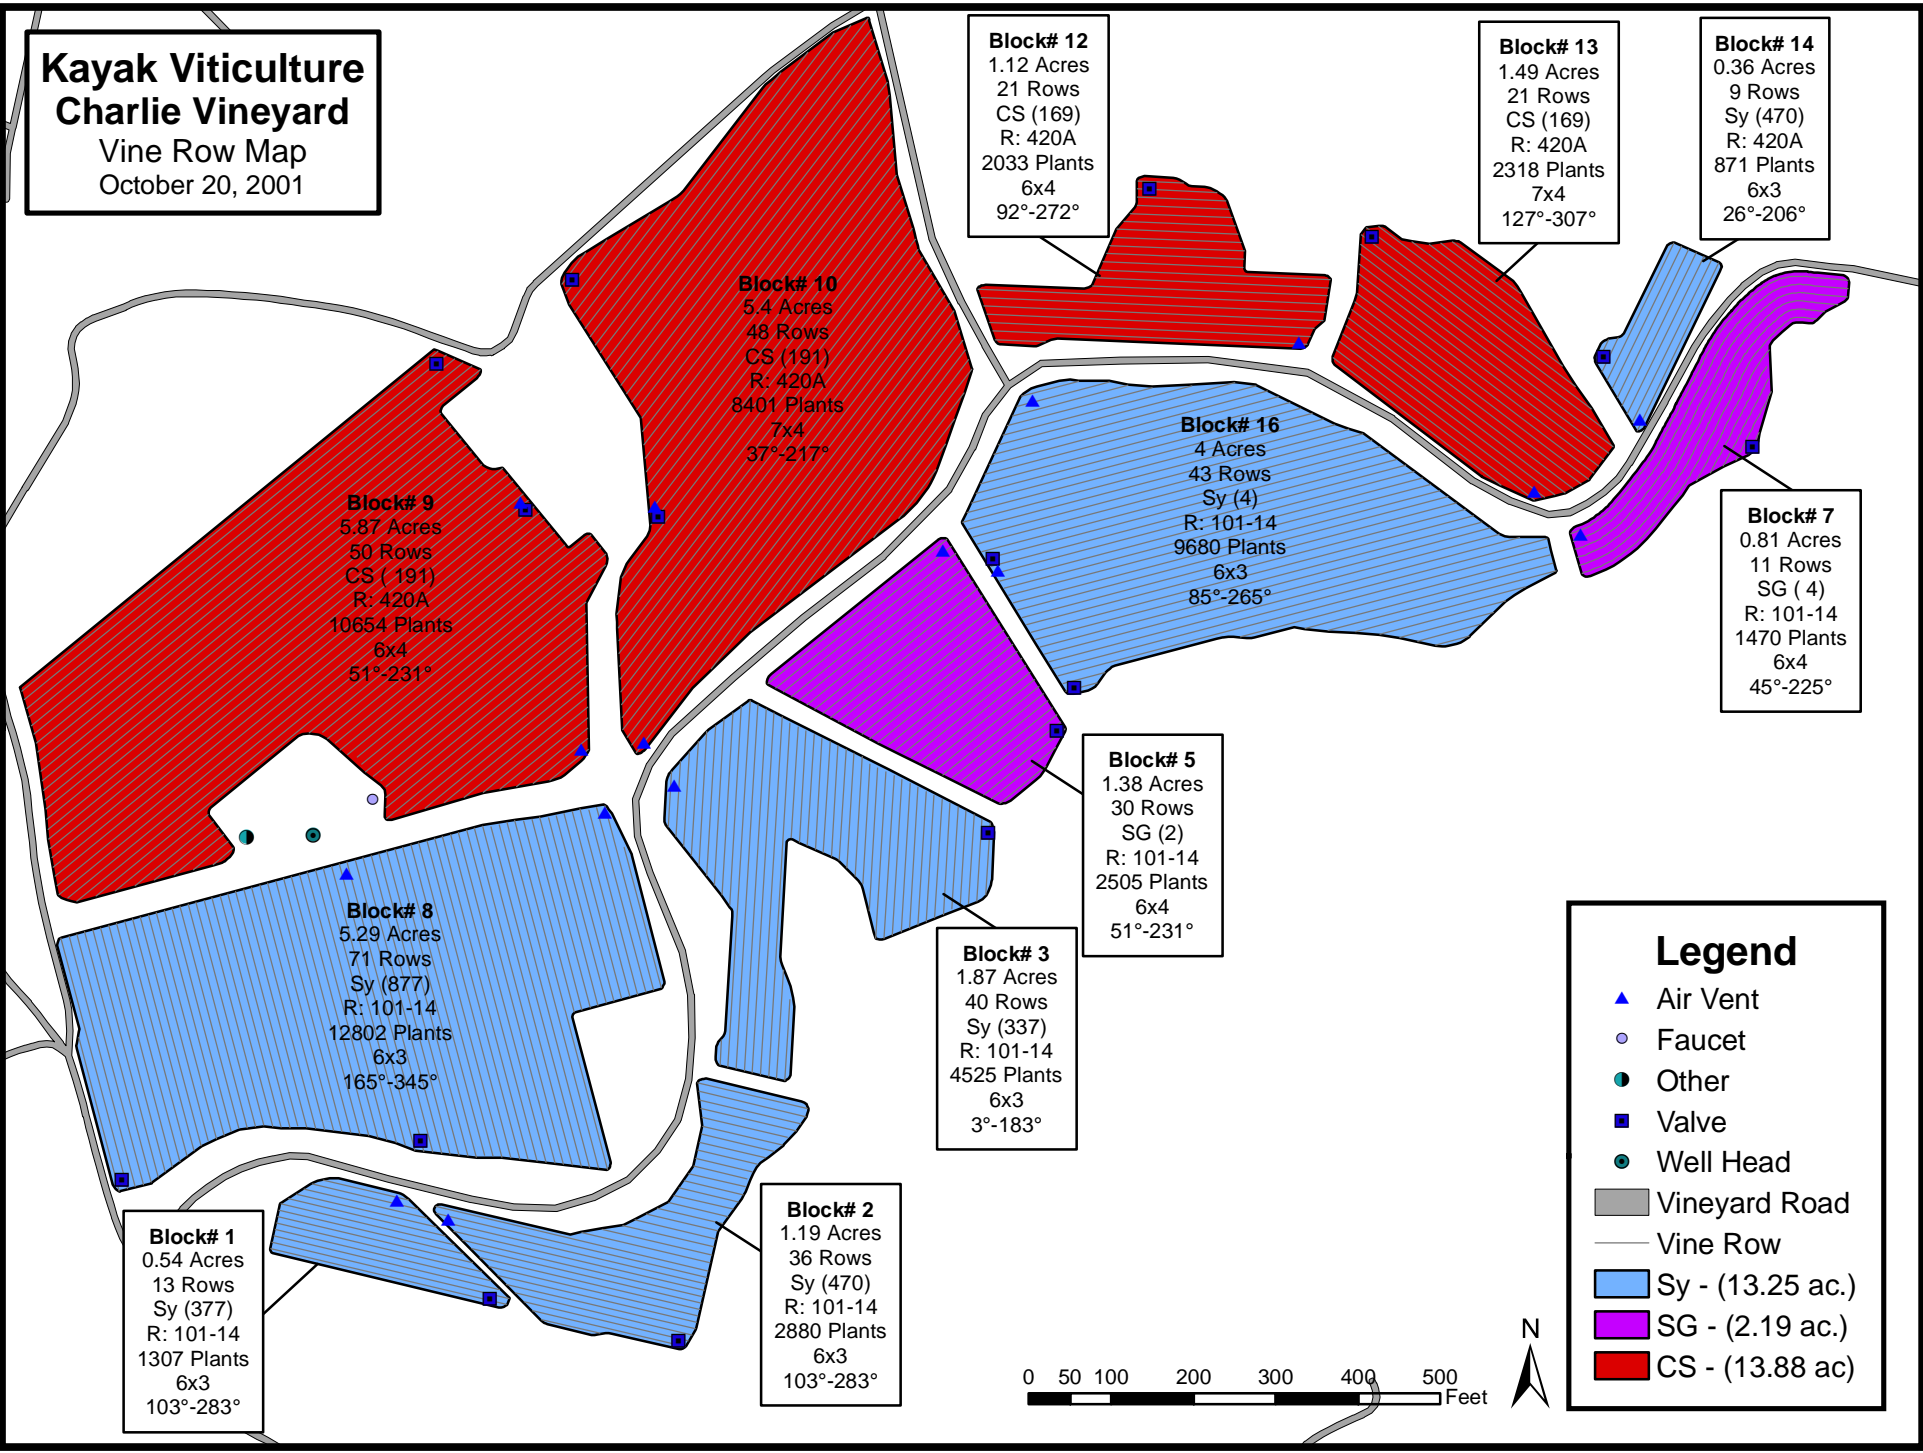 Kayak Viticulture
Charlie Vineyard
Vine Row Map
October 20, 2001
Block# 12
1.12 Acres
21 Rows
CS (169)
R: 420A
2033 Plants
6x4
92°-272°
Block# 13
1.49 Acres
21 Rows
CS (169)
R: 420A
2318 Plants
7x4
127°-307°
Block# 14
0.36 Acres
9 Rows
Sy (470)
R: 420A
871 Plants
6x3
26°-206°
Block# 10
5.4 Acres
48 Rows
CS (191)
R: 420A
8401 Plants
7x4
37°-217°
Block# 16
4 Acres
43 Rows
Sy (4)
R: 101-14
9680 Plants
6x3
85°-265°
Block# 9
5.87 Acres
50 Rows
CS ( 191)
R: 420A
10654 Plants
6x4
51°-231°
Block# 7
0.81 Acres
11 Rows
SG ( 4)
R: 101-14
1470 Plants
6x4
45°-225°
Block# 5
1.38 Acres
30 Rows
SG (2)
R: 101-14
2505 Plants
6x4
51°-231°
Block# 8
5.29 Acres
71 Rows
Sy (877)
R: 101-14
12802 Plants
6x3
165°-345°
Block# 3
1.87 Acres
40 Rows
Sy (337)
R: 101-14
4525 Plants
6x3
3°-183°
Block# 2
1.19 Acres
36 Rows
Sy (470)
R: 101-14
2880 Plants
6x3
103°-283°
Block# 1
0.54 Acres
13 Rows
Sy (377)
R: 101-14
1307 Plants
6x3
103°-283°
Legend
Air Vent
Faucet
Other
Valve
Well Head
Vineyard Road
Vine Row
Sy - (13.25 ac.)
SG - (2.19 ac.)
CS - (13.88 ac)
0 50 100 200 300 400 500
Feet
N